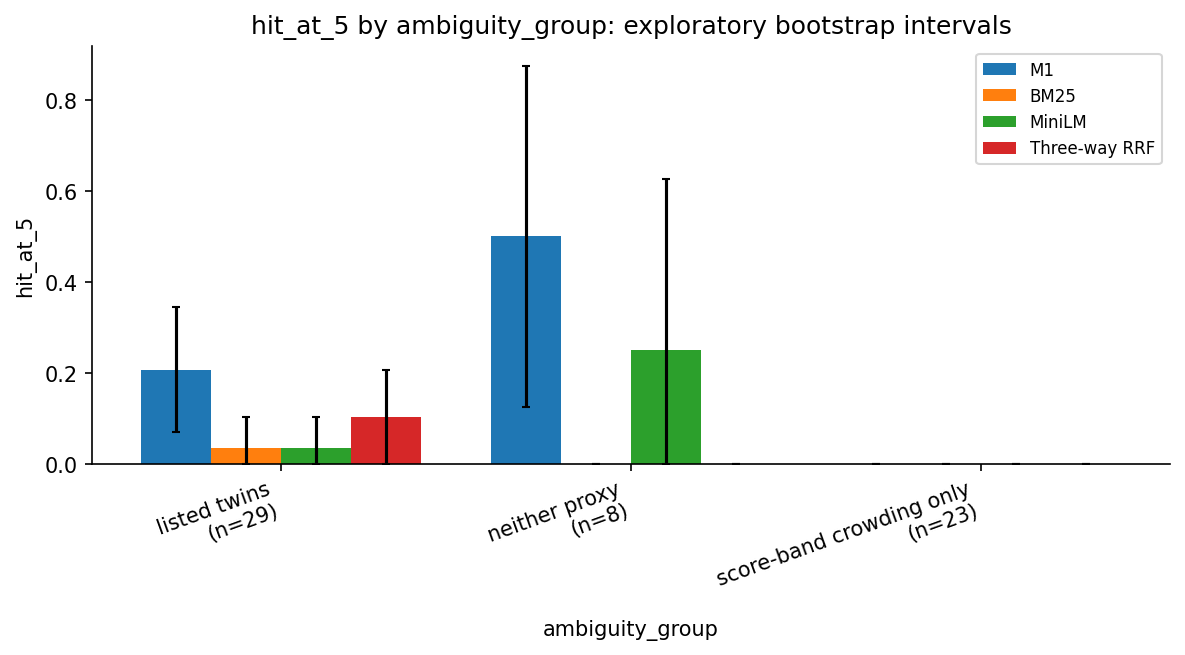 hit_at_5 by ambiguity_group: exploratory bootstrap intervals
M1
BM25
MiniLM
Three-way RRF
hit_at_5
0.8
0.6
0.4
0.2
0.0
listed twins
(n=29)
neither proxy
(n=8)
score-band crowding only
(n=23)
ambiguity_group